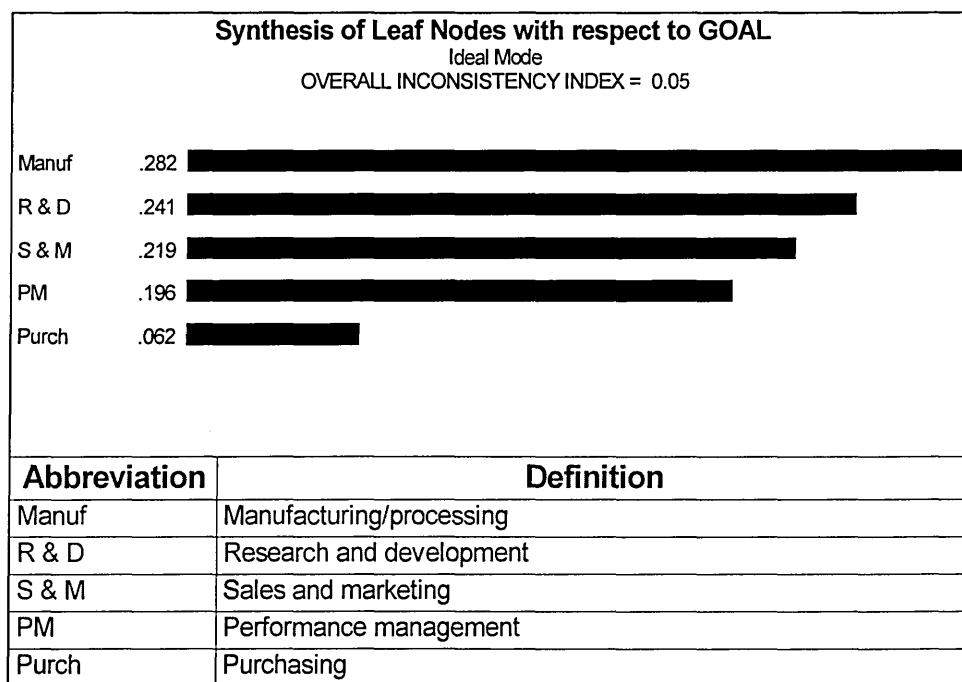 Synthesis of Leaf Nodes with respect to GOAL
Ideal Mode
OVERALL INCONSISTENCY INDEX = 0.05
Manuf .282
R & D .241
S & M .219
PM .196
Purch .062
Abbreviation Definition
Manuf Manufacturing/processing
R & D Research and development
S & M Sales and marketing
PM Performance management
Purch Purchasing